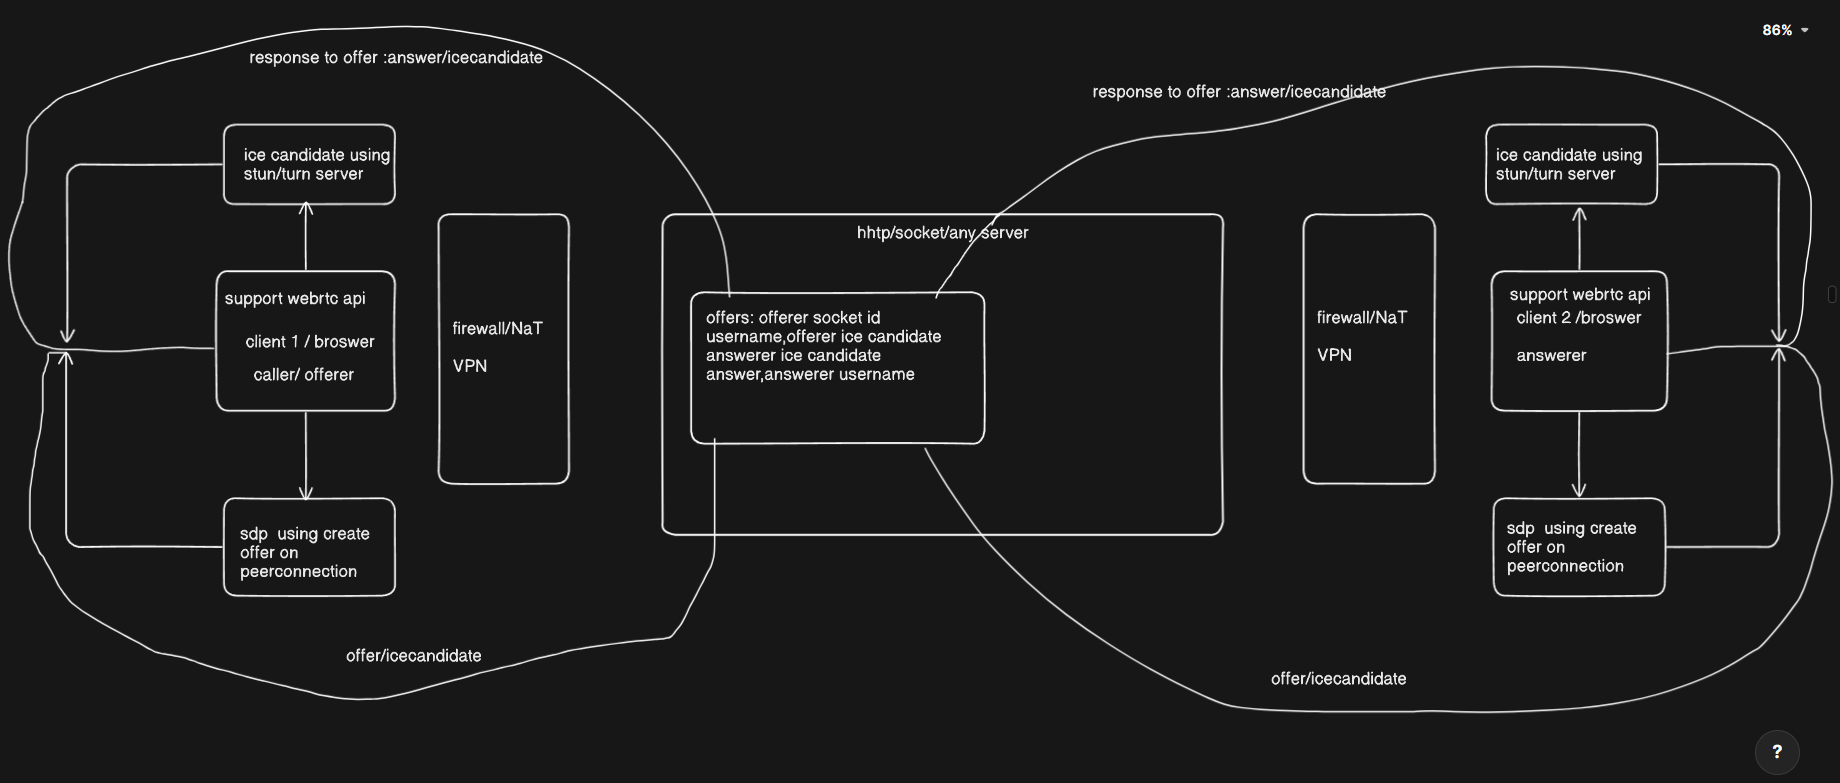 86%
response to offer :answer/icecandidate
response to offer :answer/icecandidate
ice candidate using
stun/turn server
support webrtc api
client 1 / broswer
caller/ offerer
sdp  using create
offer on
peerconnection
firewall/NaT
VPN
hhtp/socket/any server
offers: offerer socket id
username,offerer ice candidate
answerer ice candidate
answer,answerer username
firewall/NaT
VPN
ice candidate using
stun/turn server
support webrtc api
client 2 /broswer
answerer
sdp  using create
offer on
peerconnection
offer/icecandidate
offer/icecandidate
?